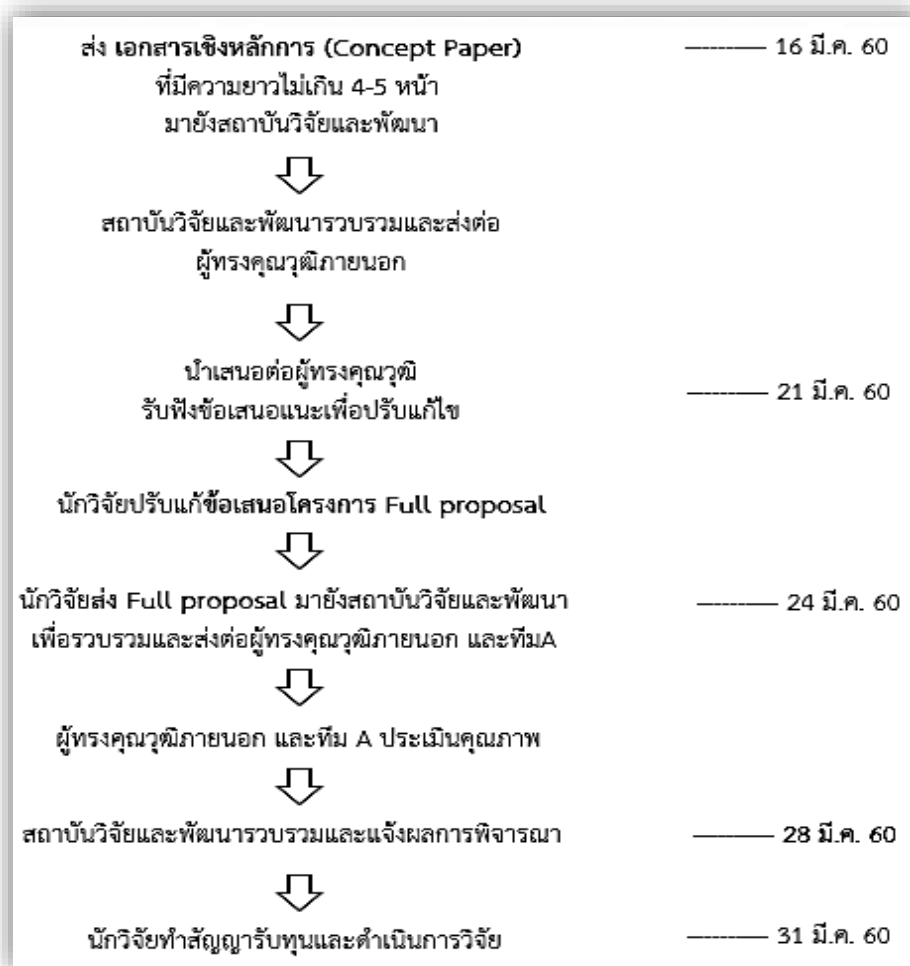 ส่ง เอกสารเชิงหลักการ (Concept Paper) ——— 16 มี.ค. 60
ที่มีความยาวไม่เกิน 4-5 หน้า
มายังสถาบันวิจัยและพัฒนา
สถาบันวิจัยและพัฒนารวบรวมและส่งต่อ
ผู้ทรงคุณวุฒิภายนอก
นำเสนอต่อผู้ทรงคุณวุฒิ
รับฟังข้อเสนอแนะเพื่อปรับแก้ไข ——— 21 มี.ค. 60
นักวิจัยปรับแก้ข้อเสนอโครงการ Full proposal
นักวิจัยส่ง Full proposal มายังสถาบันวิจัยและพัฒนา ——— 24 มี.ค. 60
เพื่อรวบรวมและส่งต่อผู้ทรงคุณวุฒิภายนอก และทีมA
ผู้ทรงคุณวุฒิภายนอก และทีม A ประเมินคุณภาพ
สถาบันวิจัยและพัฒนารวบรวมและแจ้งผลการพิจารณา ——— 28 มี.ค. 60
นักวิจัยทำสัญญารับทุนและดำเนินการวิจัย ——— 31 มี.ค. 60